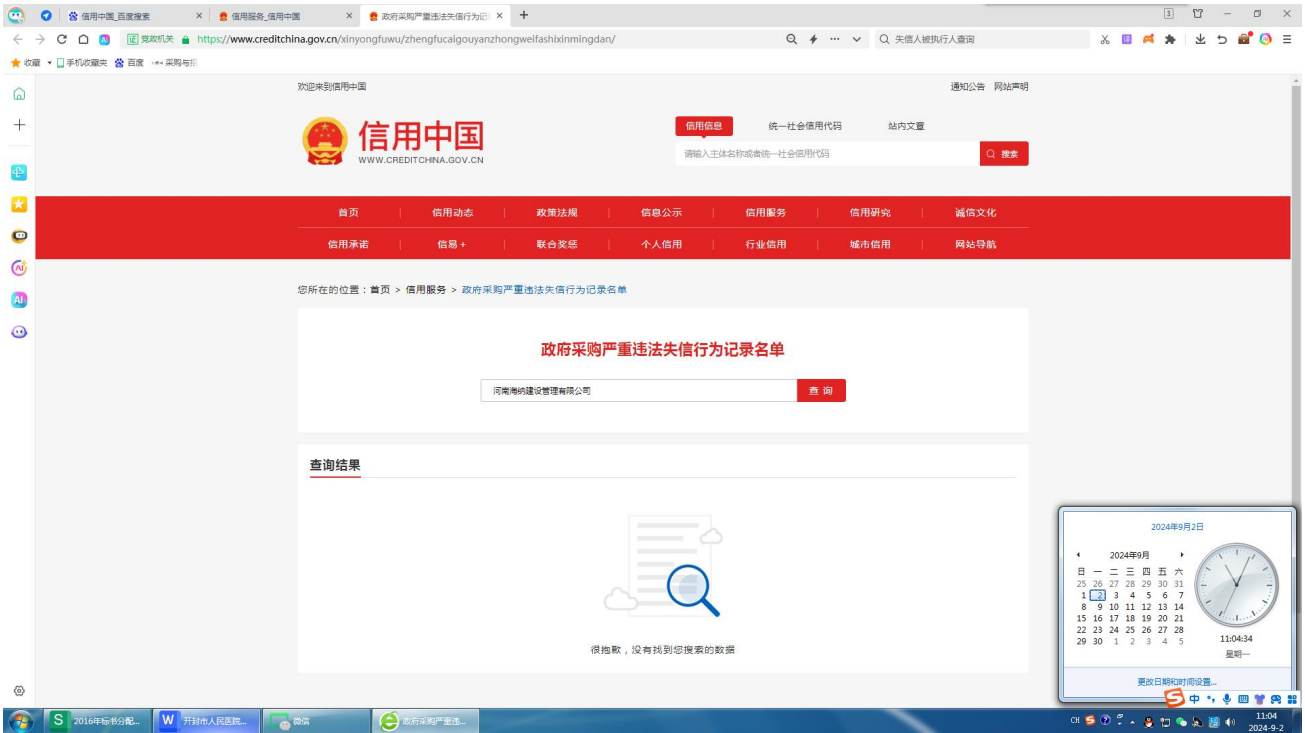 信用中国_百度搜索
信用服务_信用中国
政府采购严重违法失信行为记
3
证 党政机关 https://www.creditchina.gov.cn/xinyongfuwu/zhengfucaigouyanzhongweifashixinmingdan/
失信人被执行人查询
收藏 手机收藏夹 百度 采购与招
欢迎来到信用中国
通知公告 网站声明
信用中国
WWW.CREDITCHINA.GOV.CN
信用信息 统一社会信用代码 站内文章
请输入主体名称或者统一社会信用代码 搜索
首页 | 信用动态 | 政策法规 | 信息公示 | 信用服务 | 信用研究 | 诚信文化
信用承诺 | 信易+ | 联合奖惩 | 个人信用 | 行业信用 | 城市信用 | 网站导航
您所在的位置：首页 > 信用服务 > 政府采购严重违法失信行为记录名单
政府采购严重违法失信行为记录名单
河南海纳建设管理有限公司 查询
查询结果
很抱歉，没有找到您搜索的数据
2024年9月2日
2024年9月
日 一 二 三 四 五 六
25 26 27 28 29 30 31
1 2 3 4 5 6 7
8 9 10 11 12 13 14
15 16 17 18 19 20 21
22 23 24 25 26 27 28
29 30 1 2 3 4 5
11:04:34
星期一
更改日期和时间设置...
中
S 2016年标书分配... W 开封市人民医院... 微信 政府采购严重违...
CH
11:04
2024-9-2